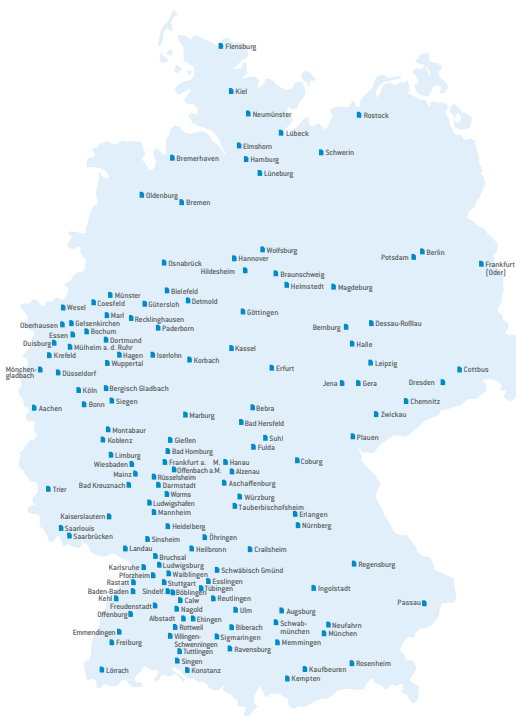 Flensburg
Kiel
Neumünster
Rostock
Lübeck
Elmshorn
Schwerin
Bremerhaven
Hamburg
Lüneburg
Oldenburg
Bremen
Wolfsburg
Berlin
Hannover
Potsdam
Osnabrück
Frankfurt
(Oder)
Hildesheim
Braunschweig
Helmstedt
Magdeburg
Bielefeld
Münster
Coesfeld
Gütersloh
Detmold
Wesel
Göttingen
Marl
Recklinghausen
Oberhausen
Gelsenkirchen
Paderborn
Bernburg
Dessau-Roßlau
Essen
Bochum
Duisburg
Dortmund
Halle
Mülheim a. d. Ruhr
Kassel
Krefeld
Hagen
Iserlohn
Korbach
Wuppertal
Leipzig
Mönchen-
gladbach
Düsseldorf
Erfurt
Cottbus
Jena
Gera
Dresden
Köln
Bergisch Gladbach
Bonn
Siegen
Chemnitz
Aachen
Bebra
Marburg
Zwickau
Bad Hersfeld
Montabaur
Koblenz
Gießen
Suhl
Plauen
Fulda
Bad Homburg
Limburg
Wiesbaden
Frankfurt a. M.
Hanau
Coburg
Offenbach a.M.
Alzenau
Mainz
Rüsselsheim
Bad Kreuznach
Darmstadt
Aschaffenburg
Trier
Worms
Würzburg
Ludwigshafen
Tauberbischofsheim
Mannheim
Erlangen
Kaiserslautern
Saarlouis
Heidelberg
Nürnberg
Saarbrücken
Sinsheim
Öhringen
Landau
Heilbronn
Crailsheim
Bruchsal
Karlsruhe
Ludwigsburg
Regensburg
Pforzheim
Waiblingen
Schwäbisch Gmünd
Rastatt
Stuttgart
Esslingen
Baden-Baden
Sindelf.
Böblingen
Tübingen
Ingolstadt
Kehl
Calw
Reutlingen
Passau
Freudenstadt
Nagold
Ulm
Augsburg
Offenburg
Albstadt
Ehingen
Rottweil
Biberach
Schwab-
münchen
Neufahrn
Emmendingen
Villingen-
Schwenningen
Sigmaringen
München
Freiburg
Tuttlingen
Ravensburg
Memmingen
Singen
Rosenheim
Lörrach
Konstanz
Kaufbeuren
Kempten